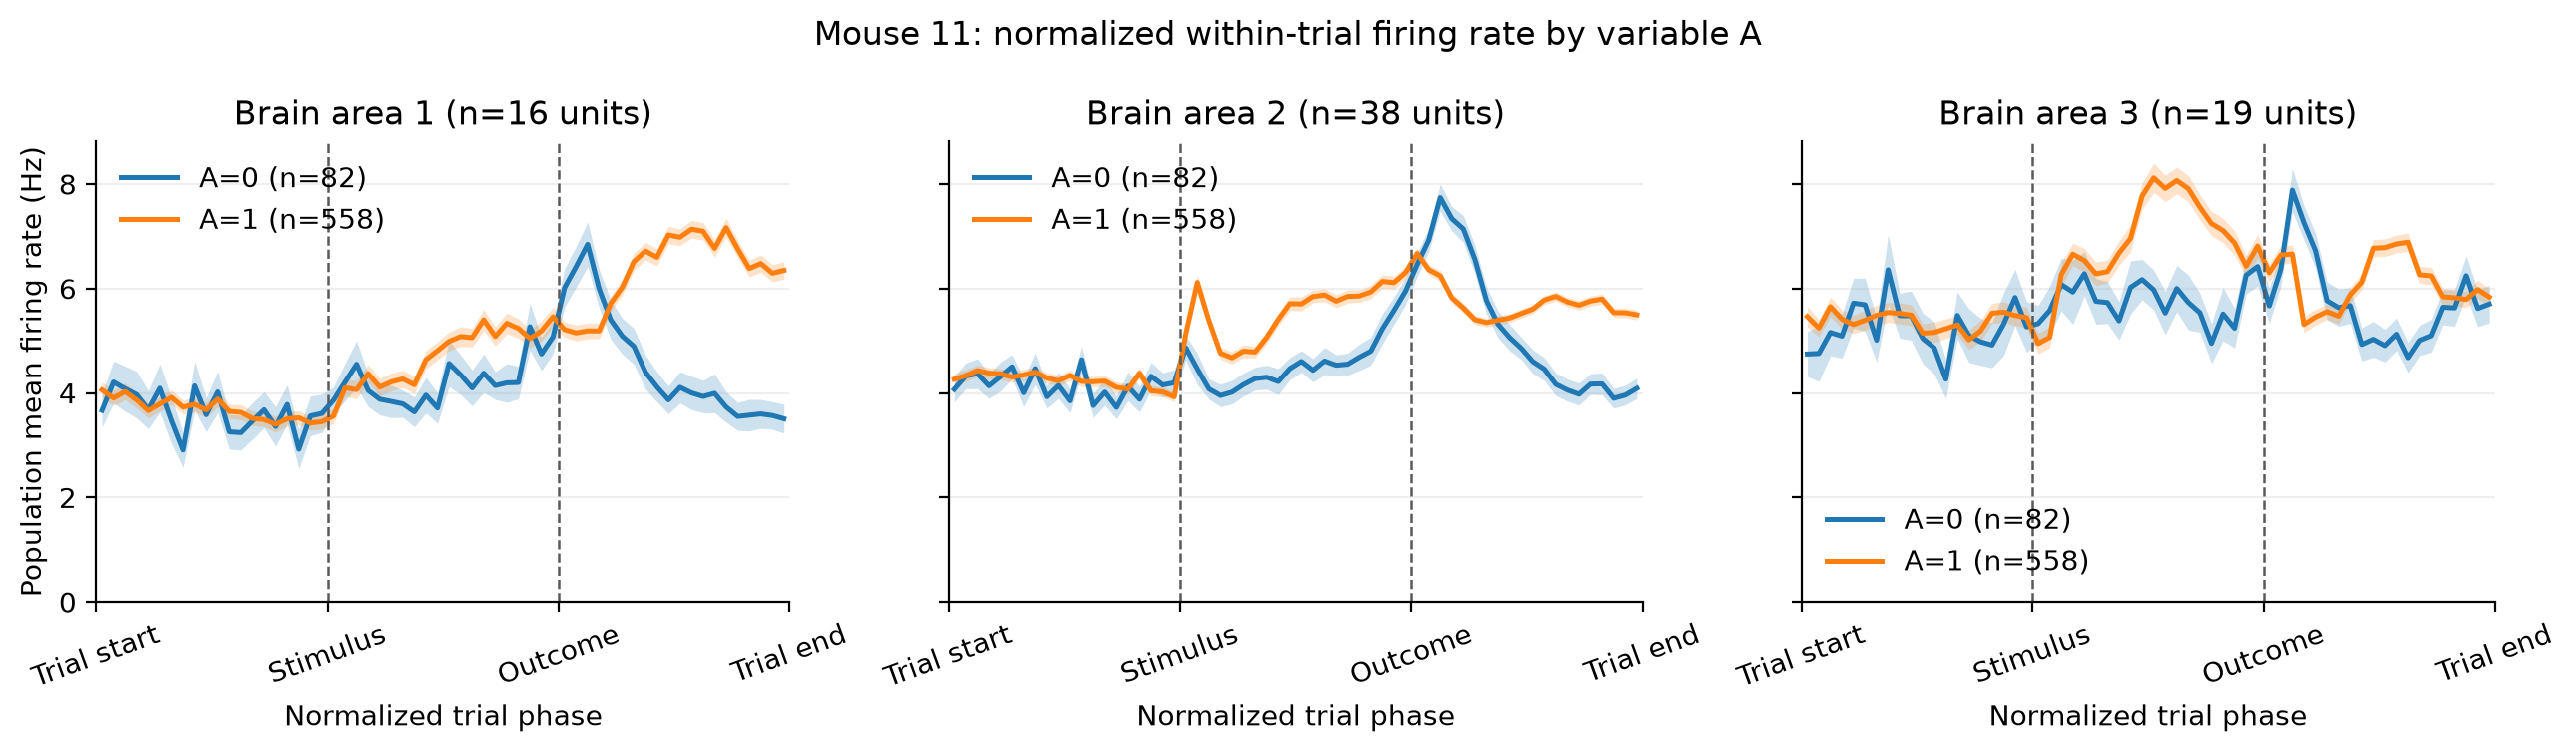 Mouse 11: normalized within-trial firing rate by variable A
Brain area 1 (n=16 units)
Population mean firing rate (Hz)
8
6
4
2
0
A=0 (n=82)
A=1 (n=558)
Trial start
Stimulus
Outcome
Trial end
Normalized trial phase
Brain area 2 (n=38 units)
A=0 (n=82)
A=1 (n=558)
Trial start
Stimulus
Outcome
Trial end
Normalized trial phase
Brain area 3 (n=19 units)
A=0 (n=82)
A=1 (n=558)
Trial start
Stimulus
Outcome
Trial end
Normalized trial phase